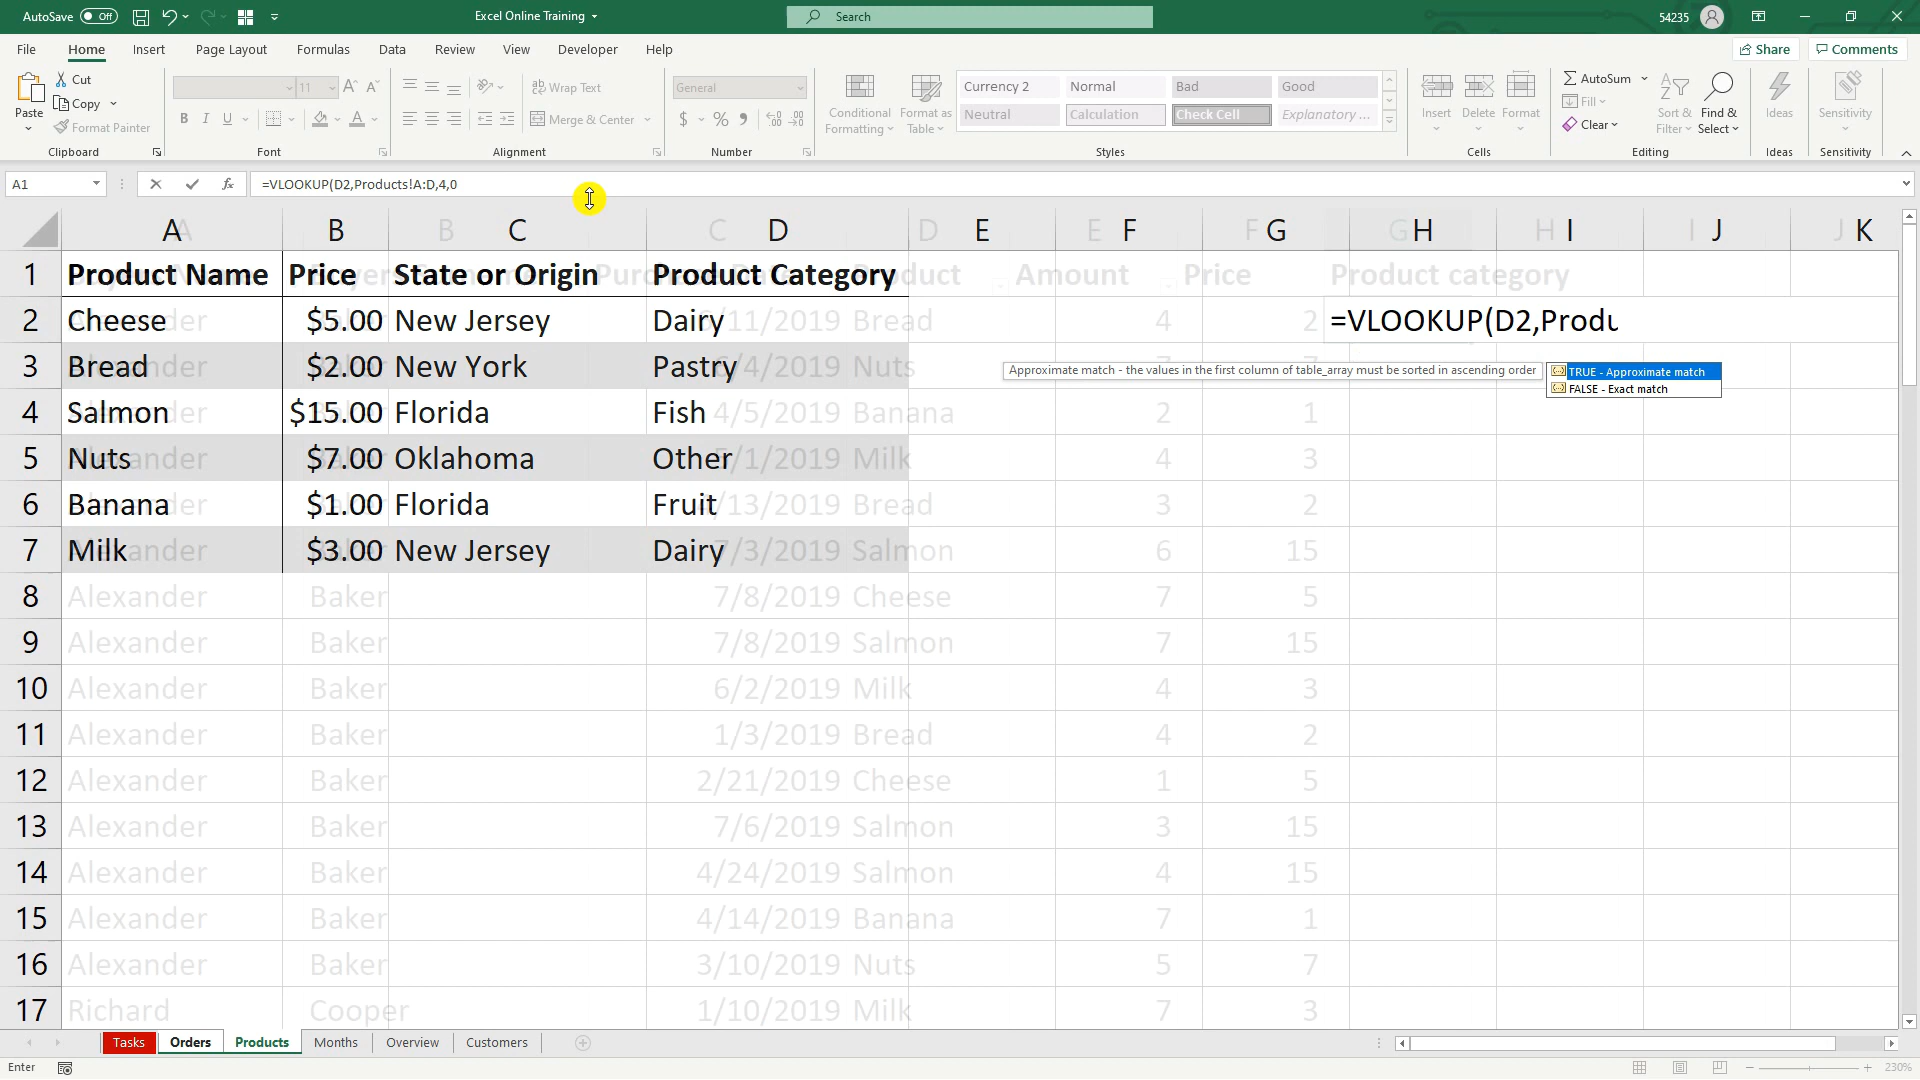 AutoSave Off Excel Online Training Search 54235
File Home Insert Page Layout Formulas Data Review View Developer Help Share Comments
Paste Cut Copy Format Painter Clipboard
11 Font
Wrap Text Merge & Center Alignment
General $ % Number
Conditional Formatting Format as Table Currency 2 Normal Bad Good
Neutral Calculation Check Cell Explanatory ... Styles
Insert Delete Format Cells
AutoSum Fill Clear Sort & Filter Find & Select Editing
Ideas Ideas Sensitivity Sensitivity
A1 fx =VLOOKUP(D2,Products!A:D,4,0
A B C D E F G H I J K
A B C D E F G H I J
1 Product Name Price State or Origin Product Category
Product Amount Price Product category
2 Cheese $5.00 New Jersey Dairy
/11/2019 Bread 4 2 =VLOOKUP(D2,Produ
3 Bread $2.00 New York Pastry
/4/2019 Nuts
Approximate match - the values in the first column of table_array must be sorted in ascending order
TRUE - Approximate match
FALSE - Exact match
4 Salmon $15.00 Florida Fish
4/5/2019 Banana 2 1
5 Nuts $7.00 Oklahoma Other
/1/2019 Milk 4 3
6 Banana $1.00 Florida Fruit
/13/2019 Bread 3 2
7 Milk $3.00 New Jersey Dairy
7/3/2019 Salmon 6 15
8 Alexander Baker 7/8/2019 Cheese 7 5
9 Alexander Baker 7/8/2019 Salmon 7 15
10 Alexander Baker 6/2/2019 Milk 4 3
11 Alexander Baker 1/3/2019 Bread 4 2
12 Alexander Baker 2/21/2019 Cheese 1 5
13 Alexander Baker 7/6/2019 Salmon 3 15
14 Alexander Baker 4/24/2019 Salmon 4 15
15 Alexander Baker 4/14/2019 Banana 7 1
16 Alexander Baker 3/10/2019 Nuts 5 7
17 Richard Cooper 1/10/2019 Milk 7 3
Tasks Orders Products Months Overview Customers
Enter 230%